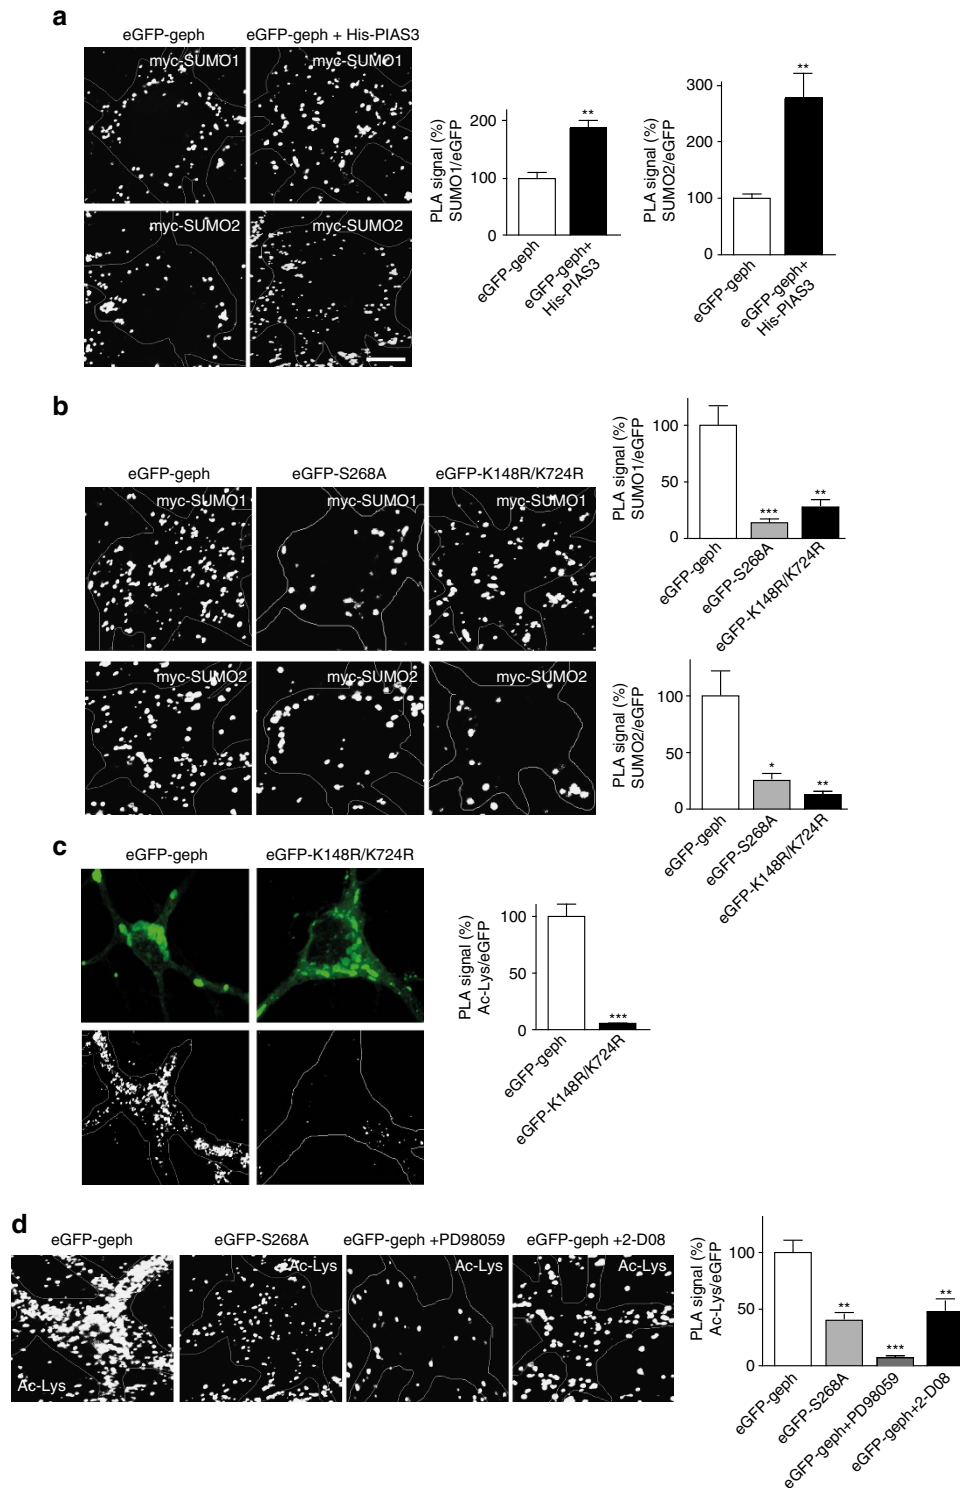 a
eGFP-geph
eGFP-geph + His-PIAS3
myc-SUMO1
myc-SUMO1
myc-SUMO2
myc-SUMO2
PLA signal (%)
SUMO1/eGFP
200
100
0
**
eGFP-geph
eGFP-geph+
His-PIAS3
PLA signal (%)
SUMO2/eGFP
300
200
100
0
**
eGFP-geph
eGFP-geph+
His-PIAS3
b
eGFP-geph
eGFP-S268A
eGFP-K148R/K724R
myc-SUMO1
myc-SUMO1
myc-SUMO1
myc-SUMO2
myc-SUMO2
myc-SUMO2
PLA signal (%)
SUMO1/eGFP
100
50
0
***
**
eGFP-geph
eGFP-S268A
eGFP-K148R/K724R
PLA signal (%)
SUMO2/eGFP
100
50
0
*
**
eGFP-geph
eGFP-S268A
eGFP-K148R/K724R
c
eGFP-geph
eGFP-K148R/K724R
PLA signal (%)
Ac-Lys/eGFP
100
50
0
***
eGFP-geph
eGFP-K148R/K724R
d
eGFP-geph
eGFP-S268A
eGFP-geph +PD98059
eGFP-geph +2-D08
Ac-Lys
Ac-Lys
Ac-Lys
Ac-Lys
PLA signal (%)
Ac-Lys/eGFP
100
50
0
**
***
**
eGFP-geph
eGFP-S268A
eGFP-geph+PD98059
eGFP-geph+2-D08